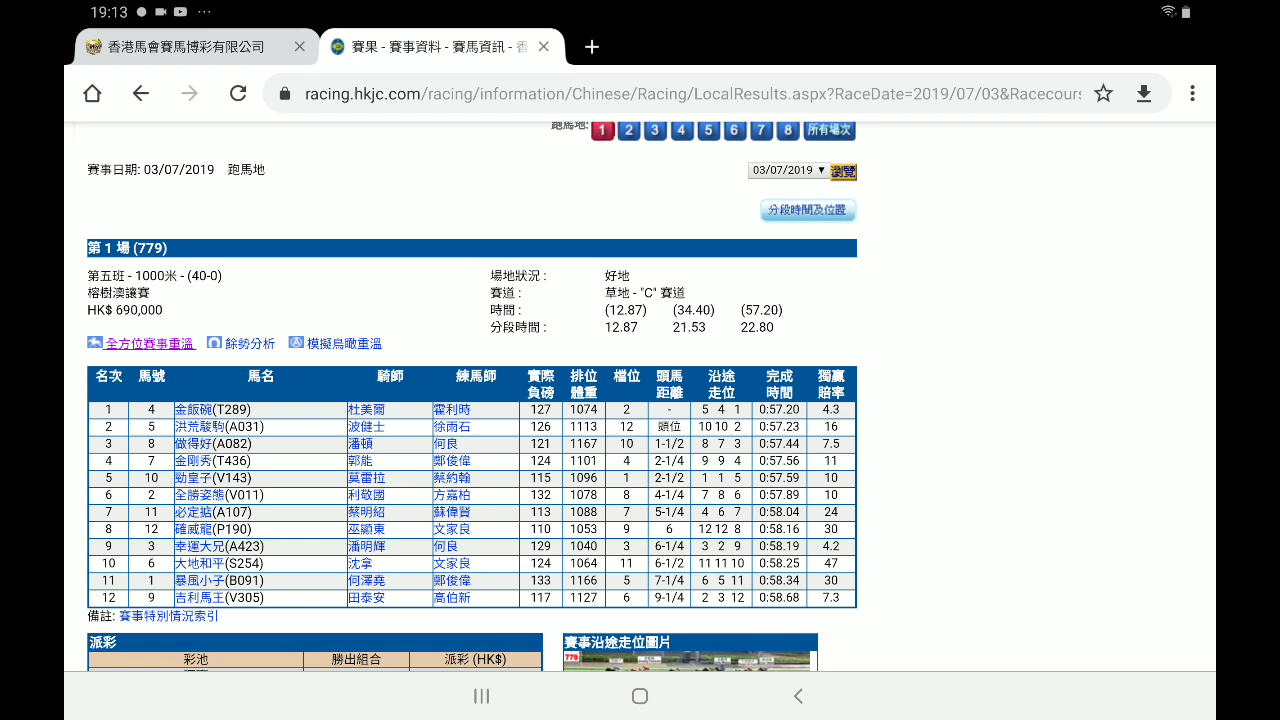 19:13
香港馬會賽馬博彩有限公司
賽果 - 賽事資料 - 賽馬資訊 - 香
racing.hkjc.com/racing/information/Chinese/Racing/LocalResults.aspx?RaceDate=2019/07/03&Racecours
跑馬地: 1 2 3 4 5 6 7 8 所有場次
賽事日期: 03/07/2019 跑馬地 03/07/2019 瀏覽
分段時間及位置
第 1 場 (779)
第五班 - 1000米 - (40-0) 場地狀況 : 好地
榕樹澳讓賽 賽道 : 草地 - "C" 賽道
HK$ 690,000 時間 : (12.87) (34.40) (57.20)
分段時間 : 12.87 21.53 22.80
全方位賽事重溫 餘勢分析 模擬鳥瞰重溫
名次 馬號 馬名 騎師 練馬師 實際負磅 排位體重 檔位 頭馬距離 沿途走位 完成時間 獨贏賠率
1 4 金飯碗(T289) 杜美爾 霍利時 127 1074 2 - 5 4 1 0:57.20 4.3
2 5 洪荒駿駒(A031) 波健士 徐雨石 126 1113 12 頭位 10 10 2 0:57.23 16
3 8 做得好(A082) 潘頓 何良 121 1167 10 1-1/2 8 7 3 0:57.44 7.5
4 7 金剛秀(T436) 郭能 鄭俊偉 124 1101 4 2-1/4 9 9 4 0:57.56 11
5 10 勁皇子(V143) 莫雷拉 蔡約翰 115 1096 1 2-1/2 1 1 5 0:57.59 10
6 2 全勝姿態(V011) 利敬國 方嘉柏 132 1078 8 4-1/4 7 8 6 0:57.89 10
7 11 必定掂(A107) 蔡明紹 蘇偉賢 113 1088 7 5-1/4 4 6 7 0:58.04 24
8 12 確威龍(P190) 巫顯東 文家良 110 1053 9 6 12 12 8 0:58.16 30
9 3 幸運大兄(A423) 潘明輝 何良 129 1040 3 6-1/4 3 2 9 0:58.19 4.2
10 6 大地和平(S254) 沈拿 文家良 124 1064 11 6-1/2 11 11 10 0:58.25 47
11 1 暴風小子(B091) 何澤堯 鄭俊偉 133 1166 5 7-1/4 6 5 11 0:58.34 30
12 9 吉利馬王(V305) 田泰安 高伯新 117 1127 6 9-1/4 2 3 12 0:58.68 7.3
備註: 賽事特別情況索引
派彩 賽事沿途走位圖片
彩池 勝出組合 派彩 (HK$)
779